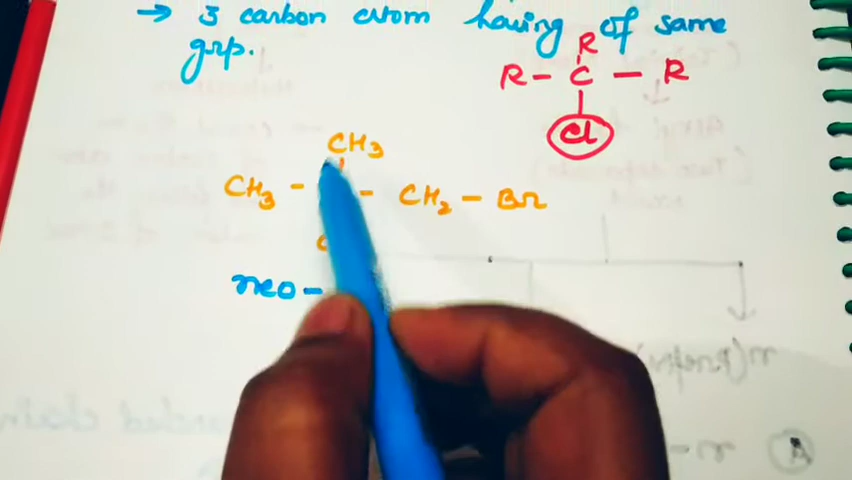 → 3 carbon atom having of same
grp.
R
R - C - R
Cl
CH3
CH3 - - CH2 - Br
neo -